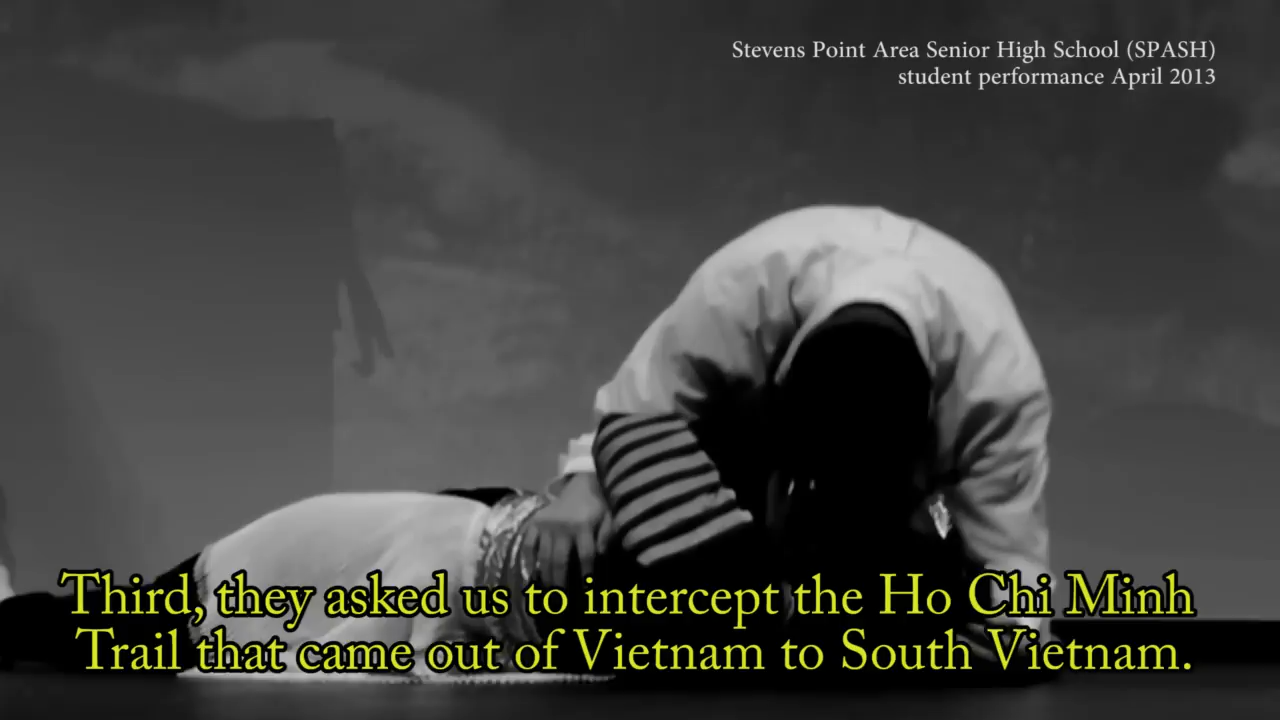 Stevens Point Area Senior High School (SPASH)
student performance April 2013
Third, they asked us to intercept the Ho Chi Minh
Trail that came out of Vietnam to South Vietnam.